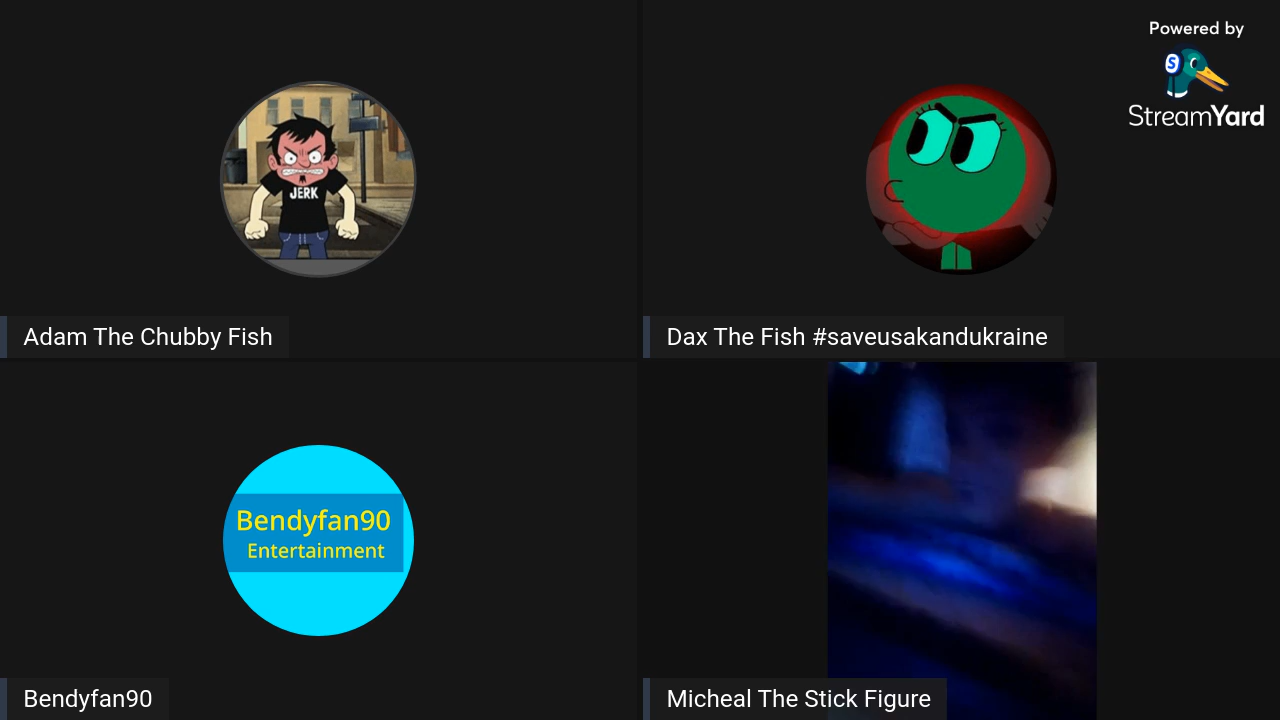 Powered by
S
StreamYard
JERK
Adam The Chubby Fish
Dax The Fish #saveusakandukraine
Bendyfan90
Entertainment
Bendyfan90
Micheal The Stick Figure